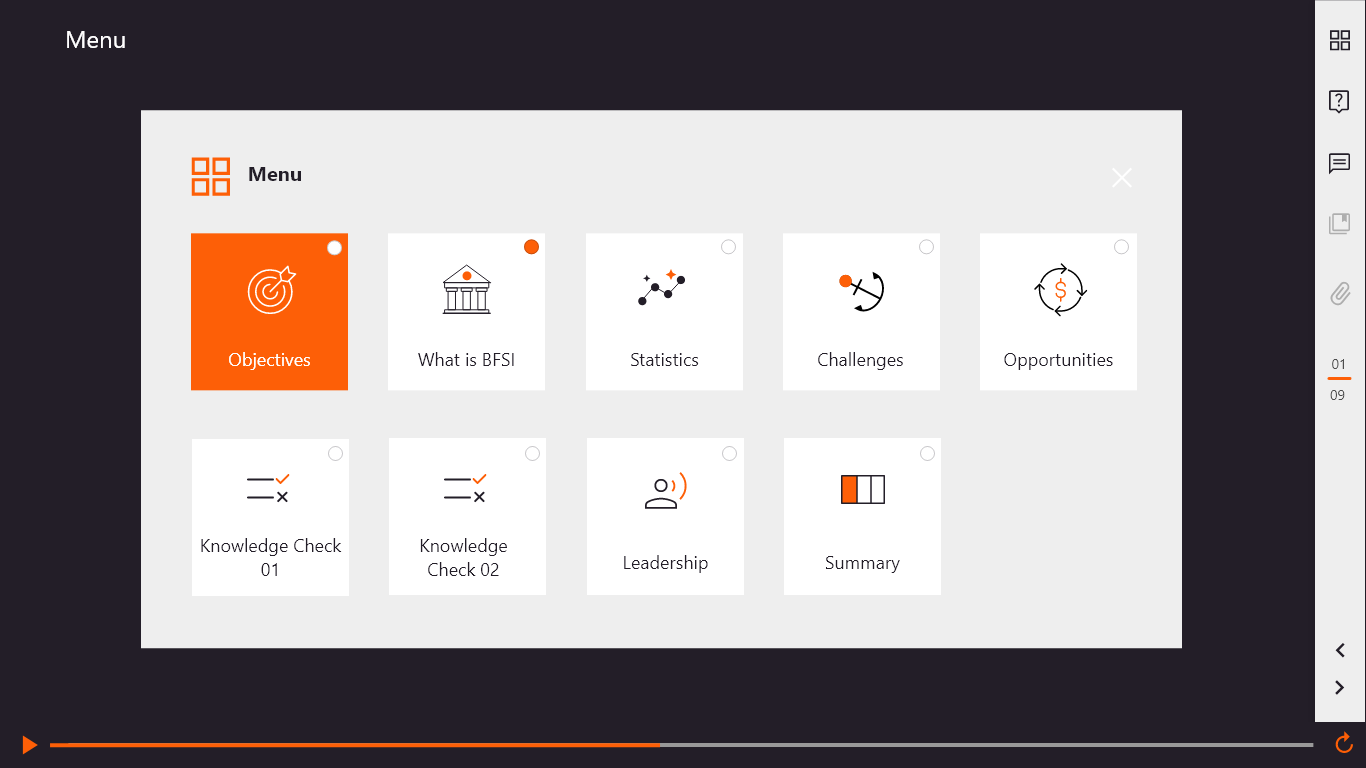 Menu
Menu
Objectives
What is BFSI
Statistics
Challenges
Opportunities
Knowledge Check
01
Knowledge
Check 02
Leadership
Summary
01
09